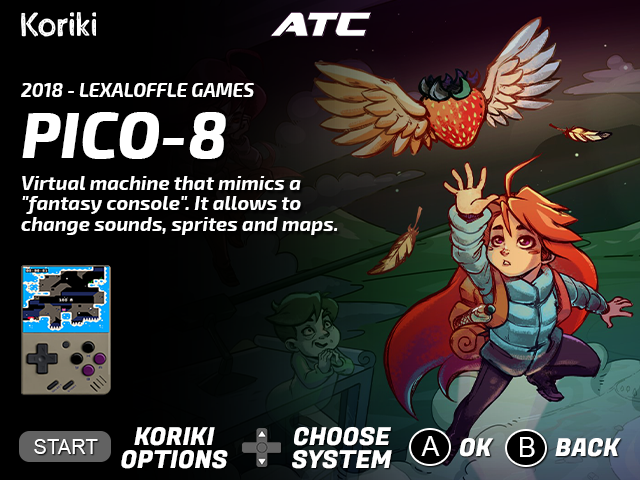 Koriki
ATC
2018 - LEXALOFFLE GAMES
PICO-8
Virtual machine that mimics a
"fantasy console". It allows to
change sounds, sprites and maps.
START
KORIKI
OPTIONS
CHOOSE
SYSTEM
A
OK
B
BACK